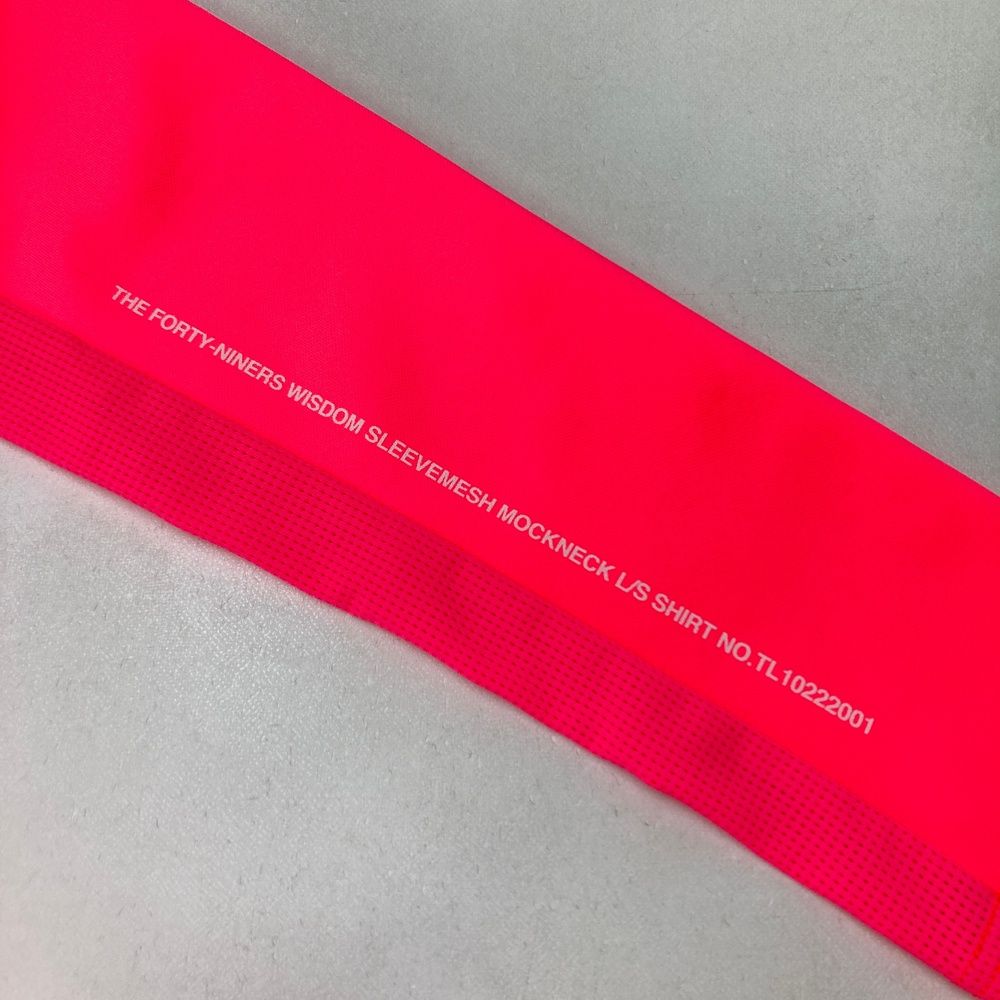 THE FORTY-NINERS WISDOM SLEEVEMESH MOCKNECK L/S SHIRT NO.TL10222001